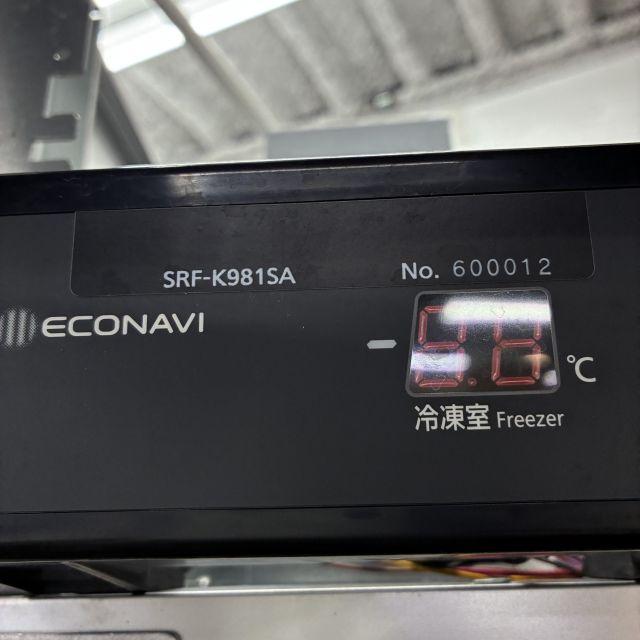 SRF-K981SA No. 600012
ECONAVI
℃
冷凍室 Freezer